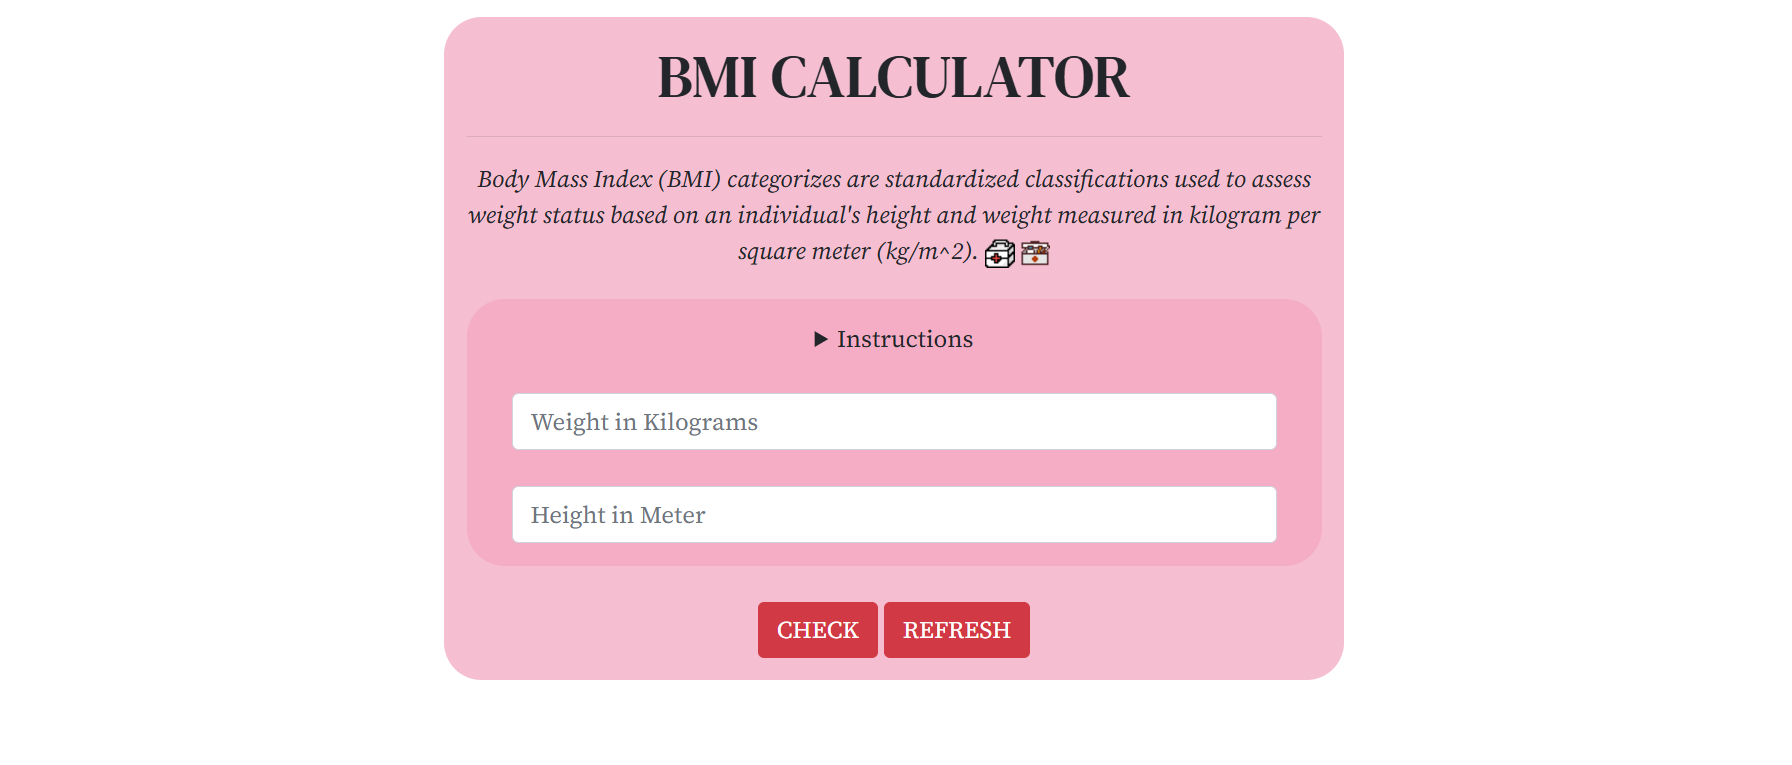 BMI CALCULATOR
Body Mass Index (BMI) categorizes are standardized classifications used to assess
weight status based on an individual's height and weight measured in kilogram per
square meter (kg/m^2).
Instructions
Weight in Kilograms
Height in Meter
CHECK REFRESH